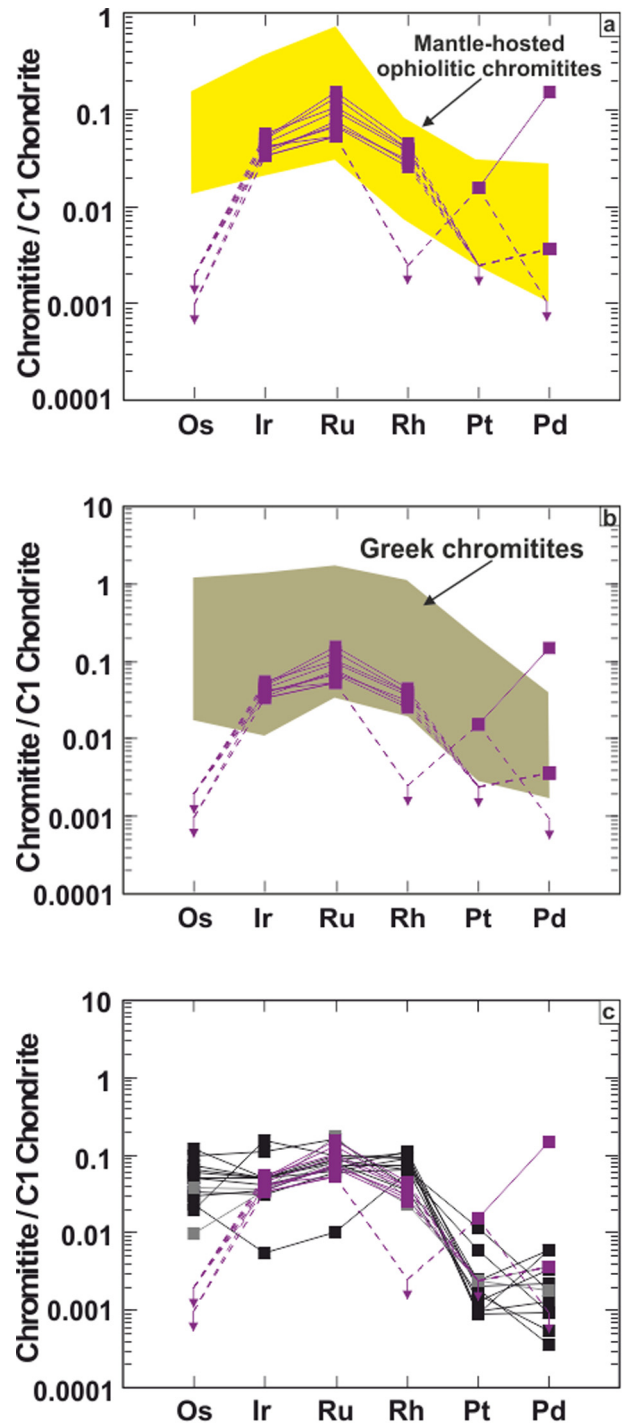 1
a
Mantle-hosted
ophiolitic chromitites
0.1
0.01
0.001
0.0001
Chromitite / C1 Chondrite
Os Ir Ru Rh Pt Pd
10
b
Greek chromitites
1
0.1
0.01
0.001
0.0001
Chromitite / C1 Chondrite
Os Ir Ru Rh Pt Pd
10
c
1
0.1
0.01
0.001
0.0001
Chromitite / C1 Chondrite
Os Ir Ru Rh Pt Pd